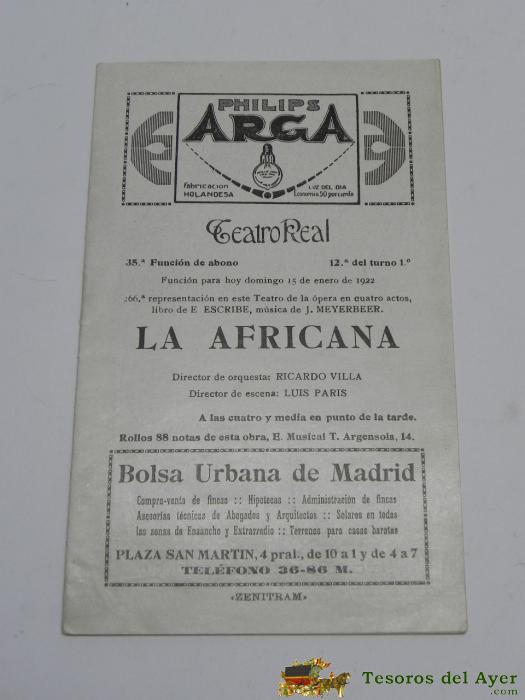 PHILIPS
ARGA
Fabricacion
HOLANDESA
LUZ DEL DIA
Economia 50 por ciento
Teatro Real
35.ª Función de abono 12.ª del turno 1.º
Función para hoy domingo 15 de enero de 1922
266.ª representación en este Teatro de la ópera en cuatro actos,
libro de E ESCRIBE, música de J. MEYERBEER.
LA AFRICANA
Director de orquesta: RICARDO VILLA
Director de escena: LUIS PARIS
A las cuatro y media en punto de la tarde.
Rollos 88 notas de esta obra, E. Musical T. Argensola, 14.
Bolsa Urbana de Madrid
Compra-venta de fincas :: Hipotecas :: Administración de fincas
Asesorías técnicas de Abogados y Arquitectos :: Solares en todas
las zonas de Ensanche y Extrarradio :: Terrenos para casas baratas
PLAZA SAN MARTIN, 4 pral., de 10 a 1 y de 4 a 7
TELÉFONO 36-86 M.
«ZENITRAM»
Tesoros del Ayer
.com